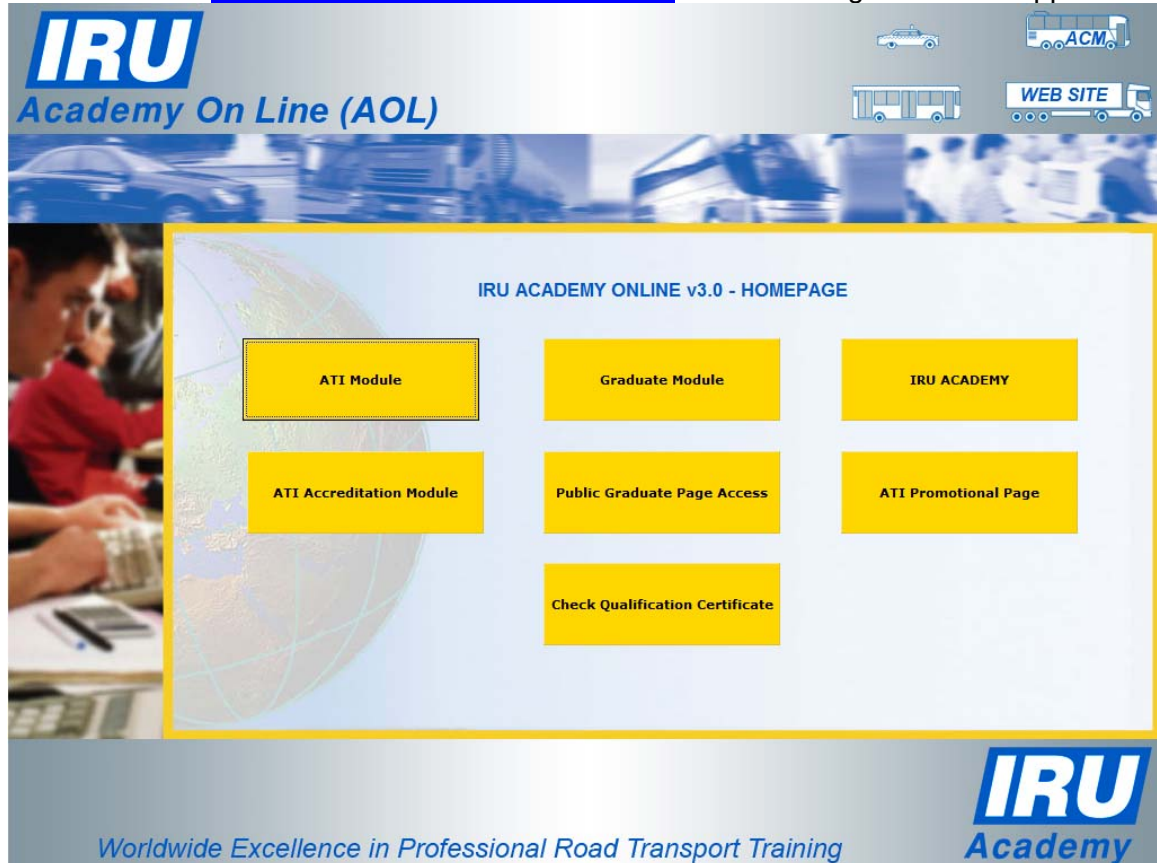 IRU
Academy On Line (AOL)
ACM
WEB SITE
IRU ACADEMY ONLINE v3.0 - HOMEPAGE
ATI Module
Graduate Module
IRU ACADEMY
ATI Accreditation Module
Public Graduate Page Access
ATI Promotional Page
Check Qualification Certificate
Worldwide Excellence in Professional Road Transport Training
IRU
Academy